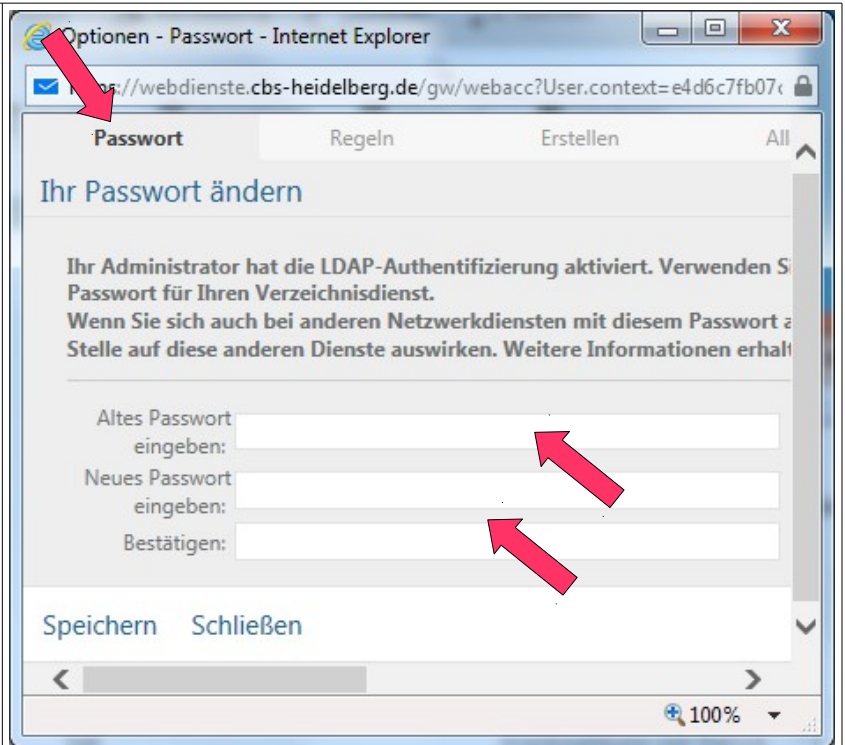 Optionen - Passwort - Internet Explorer
://webdienste.cbs-heidelberg.de/gw/webacc?User.context=e4d6c7fb07c
Passwort Regeln Erstellen All
Ihr Passwort ändern
Ihr Administrator hat die LDAP-Authentifizierung aktiviert. Verwenden Si
Passwort für Ihren Verzeichnisdienst.
Wenn Sie sich auch bei anderen Netzwerkdiensten mit diesem Passwort a
Stelle auf diese anderen Dienste auswirken. Weitere Informationen erhalt
Altes Passwort
eingeben:
Neues Passwort
eingeben:
Bestätigen:
Speichern Schließen
100%